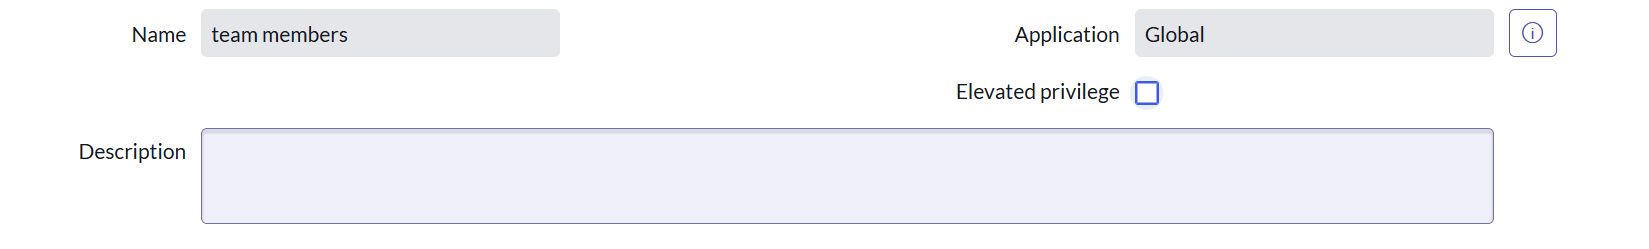 Name team members Application Global
Elevated privilege
Description